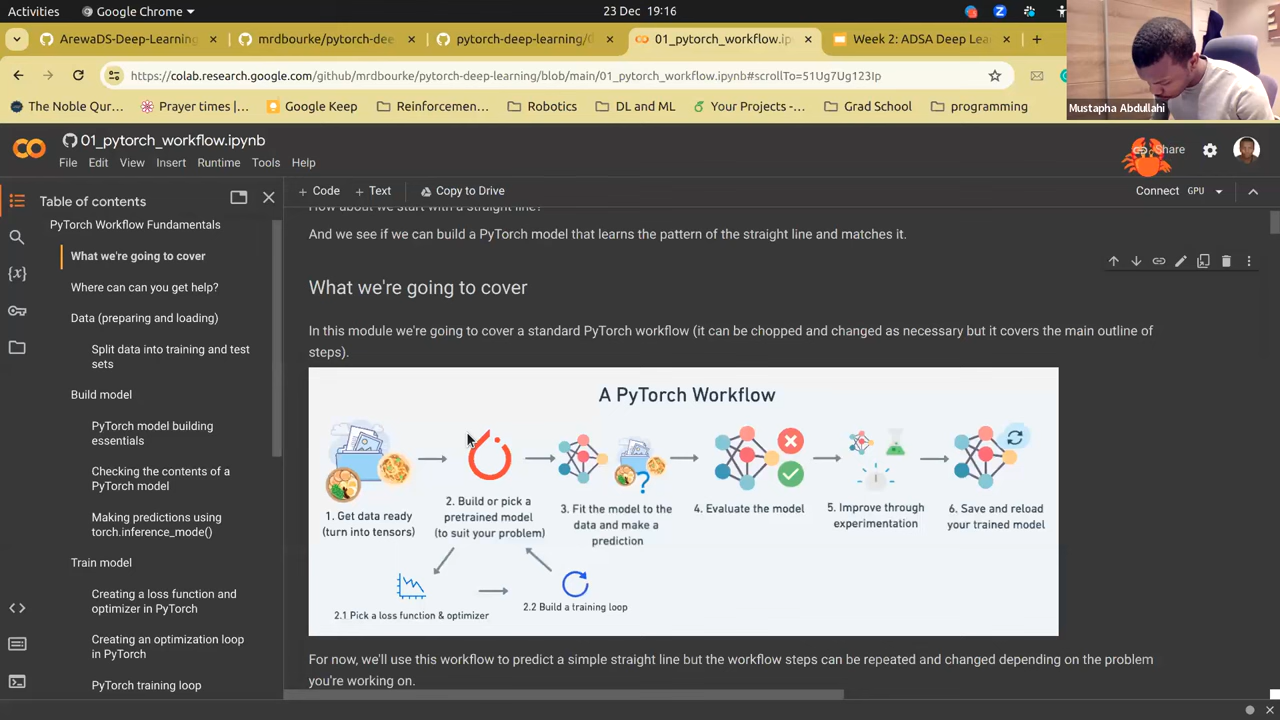 Activities
Google Chrome
23 Dec 19:16
ArewaDS-Deep-Learning
mrdbourke/pytorch-dee
pytorch-deep-learning/d
01_pytorch_workflow.ip
Week 2: ADSA Deep Lea
https://colab.research.google.com/github/mrdbourke/pytorch-deep-learning/blob/main/01_pytorch_workflow.ipynb#scrollTo=51Ug7Ug123Ip
The Noble Qur...
Prayer times |...
Google Keep
Reinforcemen...
Robotics
DL and ML
Your Projects -...
Grad School
programming
Mustapha Abdullahi
01_pytorch_workflow.ipynb
File Edit View Insert Runtime Tools Help
Share
+ Code + Text
Copy to Drive
Connect GPU
Table of contents
PyTorch Workflow Fundamentals
What we're going to cover
Where can can you get help?
Data (preparing and loading)
Split data into training and test
sets
Build model
PyTorch model building
essentials
Checking the contents of a
PyTorch model
Making predictions using
torch.inference_mode()
Train model
Creating a loss function and
optimizer in PyTorch
Creating an optimization loop
in PyTorch
PyTorch training loop
How about we start with a straight line?
And we see if we can build a PyTorch model that learns the pattern of the straight line and matches it.
What we're going to cover
In this module we're going to cover a standard PyTorch workflow (it can be chopped and changed as necessary but it covers the main outline of
steps).
A PyTorch Workflow
1. Get data ready
(turn into tensors)
2. Build or pick a
pretrained model
(to suit your problem)
3. Fit the model to the
data and make a
prediction
4. Evaluate the model
5. Improve through
experimentation
6. Save and reload
your trained model
2.1 Pick a loss function & optimizer
2.2 Build a training loop
For now, we'll use this workflow to predict a simple straight line but the workflow steps can be repeated and changed depending on the problem
you're working on.